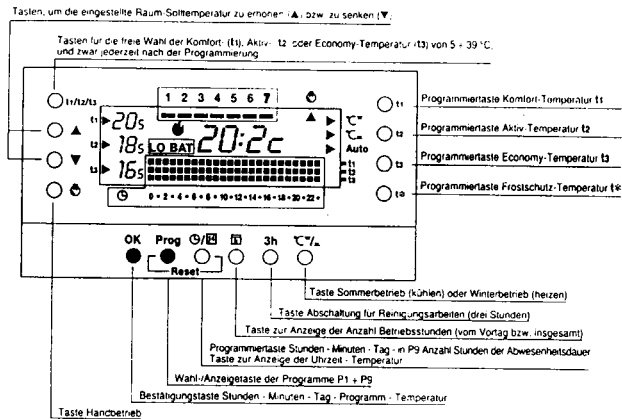 Tasten, um die eingestellte Raum-Solltemperatur zu erhöhen (▲) bzw. zu senken (▼)
Tasten für die freie Wahl der Komfort- (t1), Aktiv- t2 oder Economy-Temperatur (t3) von 5 ÷ 39 °C,
und zwar jederzeit nach der Programmierung
t1/t2/t3
1 2 3 4 5 6 7
t1 20s
t2 18s
t3 16s
LO BAT
20:2c
°C
°C
Auto
t1
t2
t3
0 • 2 • 4 • 6 • 8 • 10 • 12 • 14 • 16 • 18 • 20 • 22 •
t1 Programmiertaste Komfort-Temperatur t1
t2 Programmiertaste Aktiv-Temperatur t2
t3 Programmiertaste Economy-Temperatur t3
t* Programmiertaste Frostschutz-Temperatur t*
OK Prog 3h °C
Reset
Taste Sommerbetrieb (kühlen) oder Winterbetrieb (heizen)
Taste Abschaltung für Reinigungsarbeiten (drei Stunden)
Taste zur Anzeige der Anzahl Betriebsstunden (vom Vortag bzw. insgesamt)
Programmiertaste Stunden - Minuten - Tag - in P9 Anzahl Stunden der Abwesenheitsdauer
Taste zur Anzeige der Uhrzeit - Temperatur
Wahl-/Anzeigetaste der Programme P1 ÷ P9
Bestätigungstaste Stunden - Minuten - Tag - Programm - Temperatur
Taste Handbetrieb